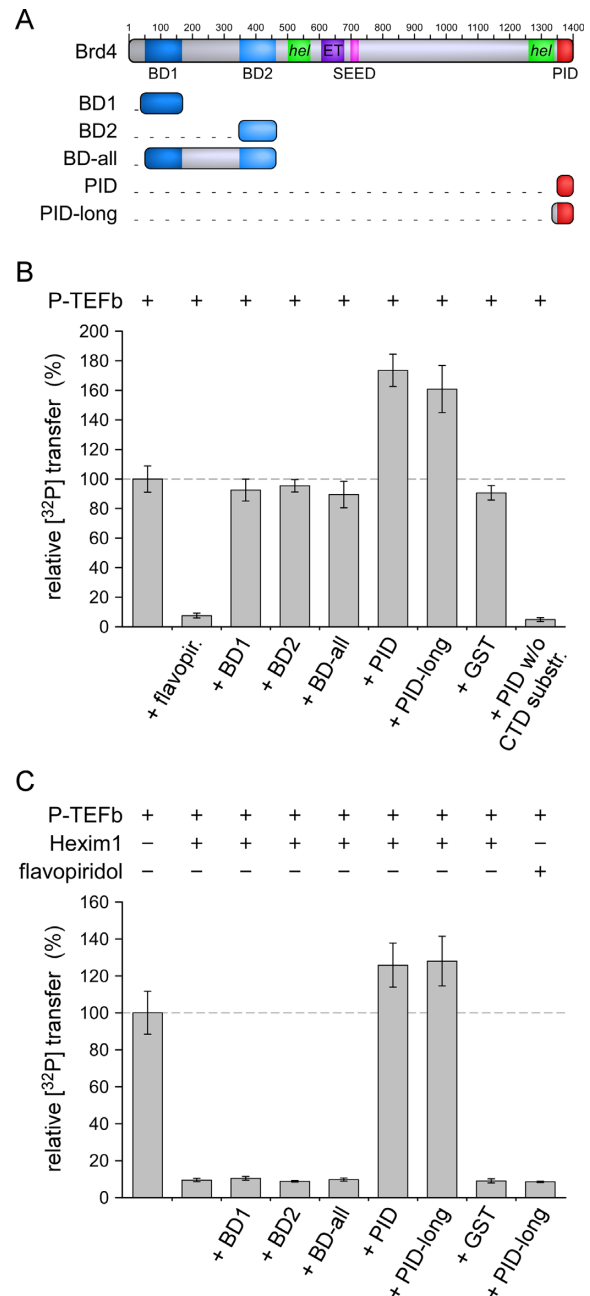 A
1 100 200 300 400 500 600 700 800 900 1000 1100 1200 1300 1400
Brd4 hel ET hel
BD1 BD2 SEED PID
BD1
BD2
BD-all
PID
PID-long
B
P-TEFb + + + + + + + + +
relative [³²P] transfer (%)
200
180
160
140
120
100
80
60
40
20
0
+ flavopir.
+ BD1
+ BD2
+ BD-all
+ PID
+ PID-long
+ GST
+ PID w/o
CTD substr.
C
P-TEFb + + + + + + + + +
Hexim1 – + + + + + + + –
flavopiridol – – – – – – – – +
relative [³²P] transfer (%)
160
140
120
100
80
60
40
20
0
+ BD1
+ BD2
+ BD-all
+ PID
+ PID-long
+ GST
+ PID-long